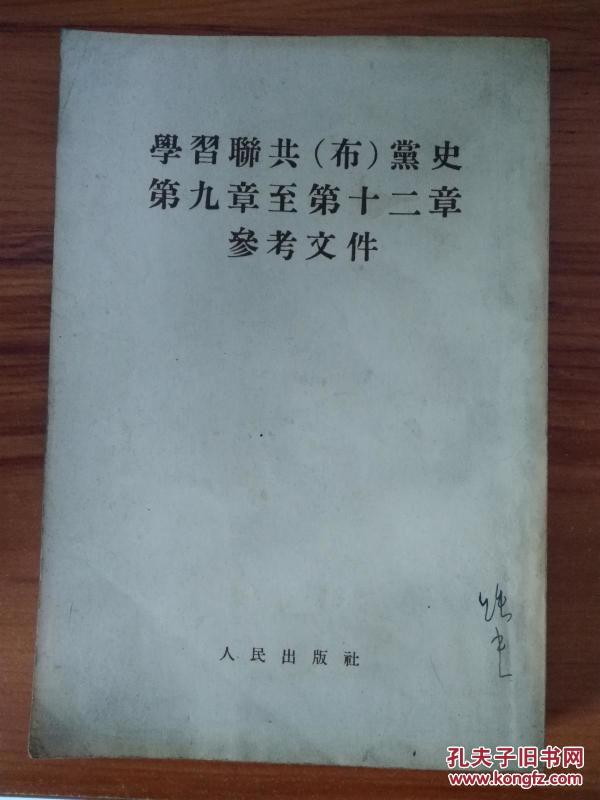 學習聯共(布)黨史
第九章至第十二章
參考文件
人民出版社
孔夫子旧书网
www.kongfz.com